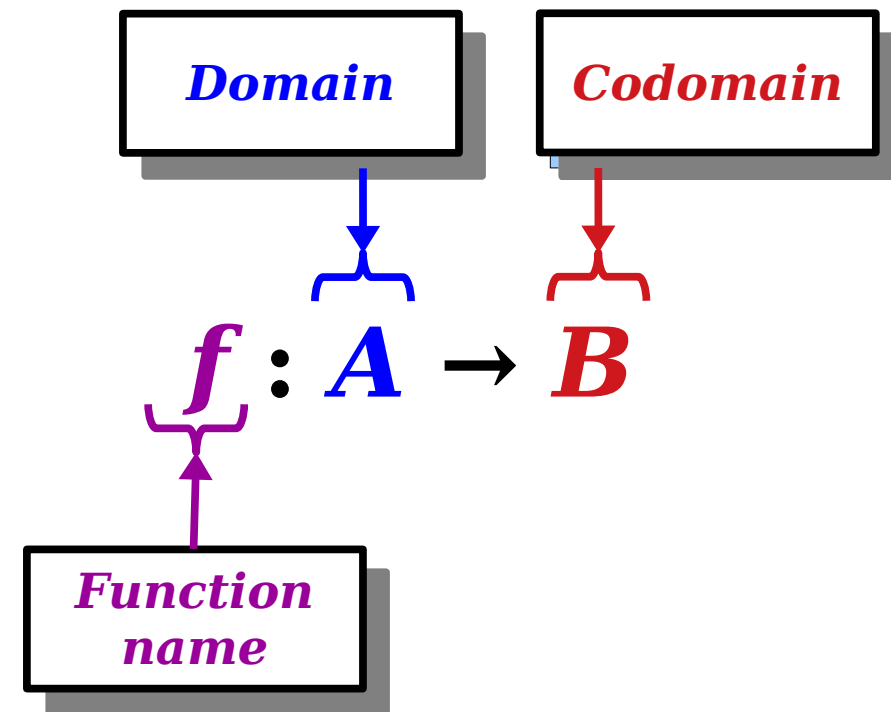 Domain
Codomain
f : A → B
Function
name